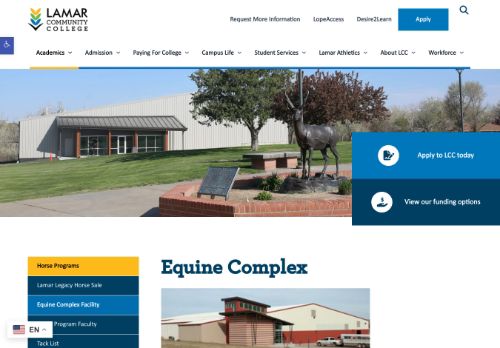 LAMAR
COMMUNITY
COLLEGE
Request More Information LopeAccess Desire2Learn Apply
Academics Admission Paying For College Campus Life Student Services Lamar Athletics About LCC Workforce
Apply to LCC today
View our funding options
Horse Programs
Equine Complex
Lamar Legacy Horse Sale
Equine Complex Facility
Program Faculty
EN
Tack List